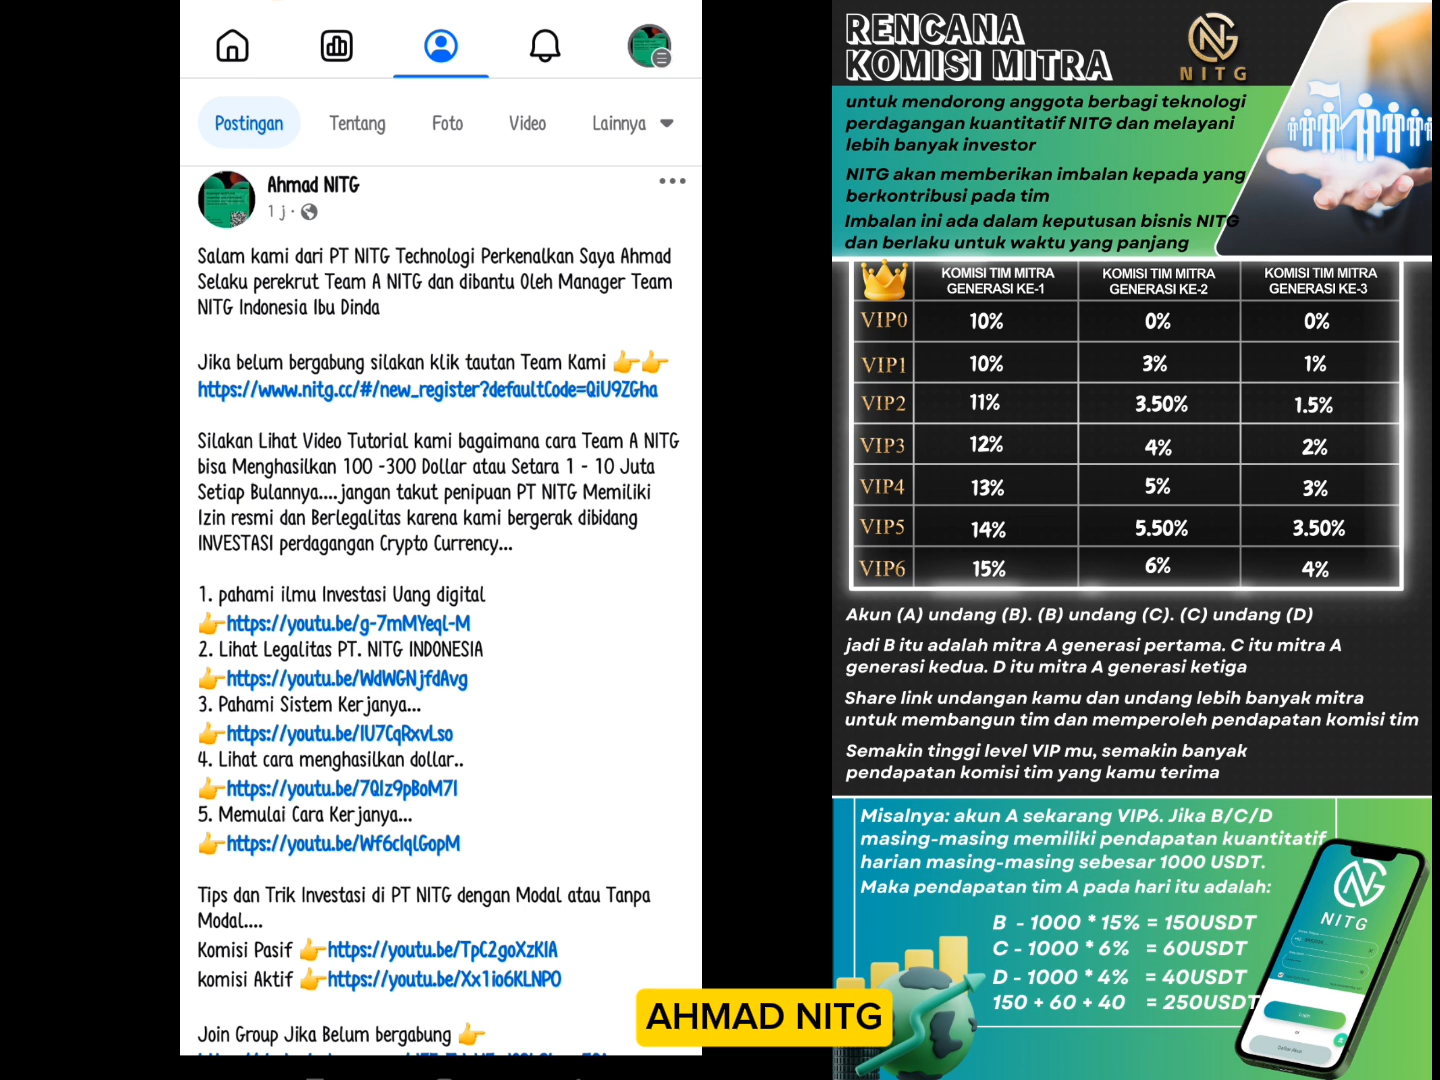 Postingan
Tentang
Foto
Video
Lainnya
Ahmad NITG
1 j ·
Salam kami dari PT NITG Technologi Perkenalkan Saya Ahmad
Selaku perekrut Team A NITG dan dibantu Oleh Manager Team
NITG Indonesia Ibu Dinda
Jika belum bergabung silakan klik tautan Team Kami 👉👉
https://www.nitg.cc/#/new_register?defaultCode=QiU9ZGha
Silakan Lihat Video Tutorial kami bagaimana cara Team A NITG
bisa Menghasilkan 100 -300 Dollar atau Setara 1 - 10 Juta
Setiap Bulannya....jangan takut penipuan PT NITG Memiliki
Izin resmi dan Berlegalitas karena kami bergerak dibidang
INVESTASI perdagangan Crypto Currency...
1. pahami ilmu Investasi Uang digital
👉https://youtu.be/g-7mMYeql-M
2. Lihat Legalitas PT. NITG INDONESIA
👉https://youtu.be/WdWGNjfdAvg
3. Pahami Sistem Kerjanya...
👉https://youtu.be/lU7CqRxvLso
4. Lihat cara menghasilkan dollar..
👉https://youtu.be/7QIz9pBoM7I
5. Memulai Cara Kerjanya...
👉https://youtu.be/Wf6cIqlGopM
Tips dan Trik Investasi di PT NITG dengan Modal atau Tanpa
Modal....
Komisi Pasif 👉https://youtu.be/TpC2goXzKlA
komisi Aktif 👉https://youtu.be/Xx1io6KLNPO
Join Group Jika Belum bergabung 👉
AHMAD NITG
RENCANA
KOMISI MITRA
NITG
untuk mendorong anggota berbagi teknologi
perdagangan kuantitatif NITG dan melayani
lebih banyak investor
NITG akan memberikan imbalan kepada yang
berkontribusi pada tim
Imbalan ini ada dalam keputusan bisnis NITG
dan berlaku untuk waktu yang panjang
KOMISI TIM MITRA GENERASI KE-1 KOMISI TIM MITRA GENERASI KE-2 KOMISI TIM MITRA GENERASI KE-3
VIP0 10% 0% 0%
VIP1 10% 3% 1%
VIP2 11% 3.50% 1.5%
VIP3 12% 4% 2%
VIP4 13% 5% 3%
VIP5 14% 5.50% 3.50%
VIP6 15% 6% 4%
Akun (A) undang (B). (B) undang (C). (C) undang (D)
jadi B itu adalah mitra A generasi pertama. C itu mitra A
generasi kedua. D itu mitra A generasi ketiga
Share link undangan kamu dan undang lebih banyak mitra
untuk membangun tim dan memperoleh pendapatan komisi tim
Semakin tinggi level VIP mu, semakin banyak
pendapatan komisi tim yang kamu terima
Misalnya: akun A sekarang VIP6. Jika B/C/D
masing-masing memiliki pendapatan kuantitatif
harian masing-masing sebesar 1000 USDT.
Maka pendapatan tim A pada hari itu adalah:
B - 1000 * 15% = 150USDT
C - 1000 * 6% = 60USDT
D - 1000 * 4% = 40USDT
150 + 60 + 40 = 250USDT
NITG
Login